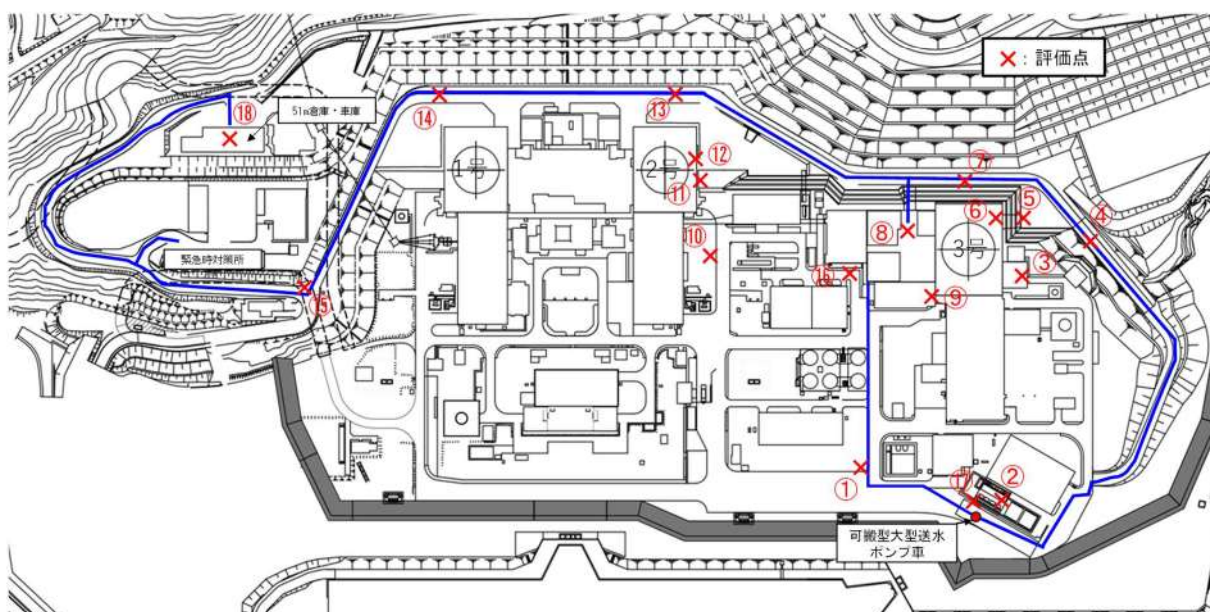 ×:評価点
⑱
51m倉庫・車庫
⑭
⑬
⑫
1号
2号
⑪
⑦
⑥
⑤
⑧
④
3号
⑩
③
緊急時対策所
⑯
⑮
⑨
①
⑰
②
可搬型大型送水
ポンプ車